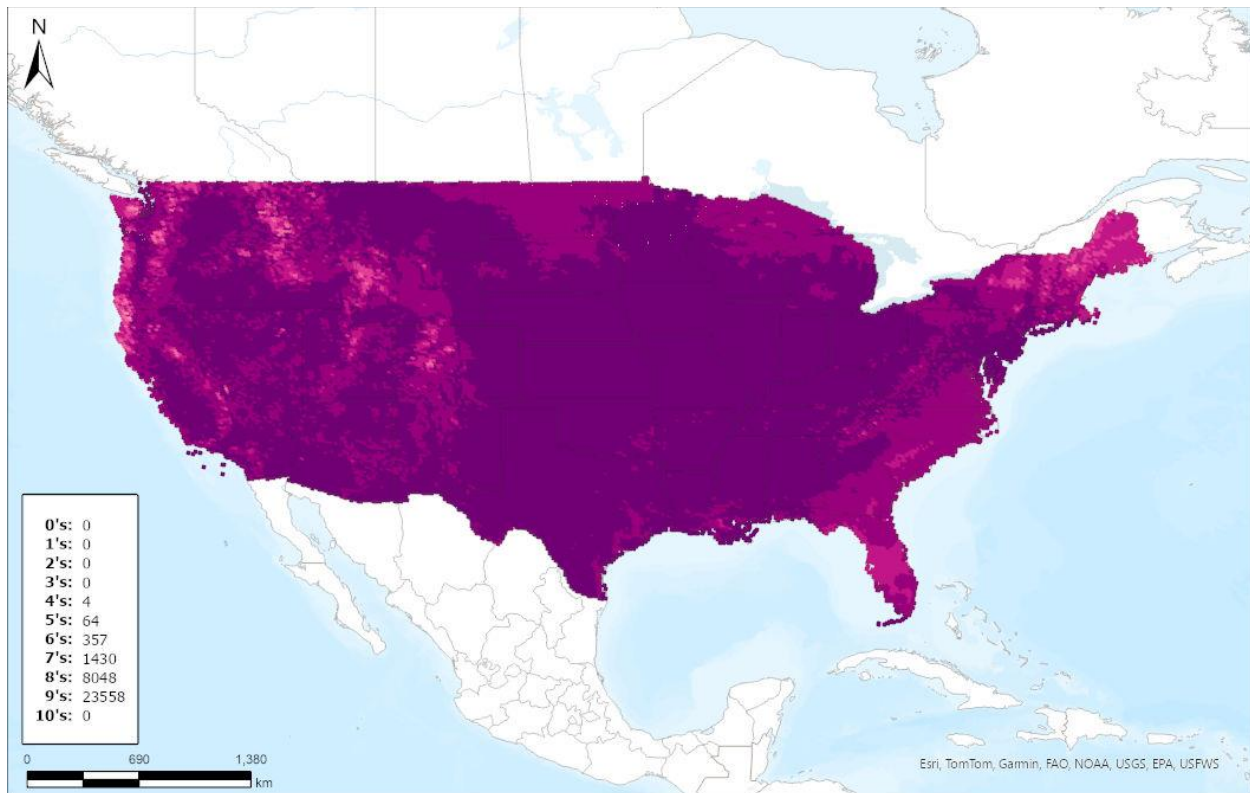 N
0's: 0
1's: 0
2's: 0
3's: 0
4's: 4
5's: 64
6's: 357
7's: 1430
8's: 8048
9's: 23558
10's: 0
0 690 1,380
km
Esri, TomTom, Garmin, FAO, NOAA, USGS, EPA, USFWS